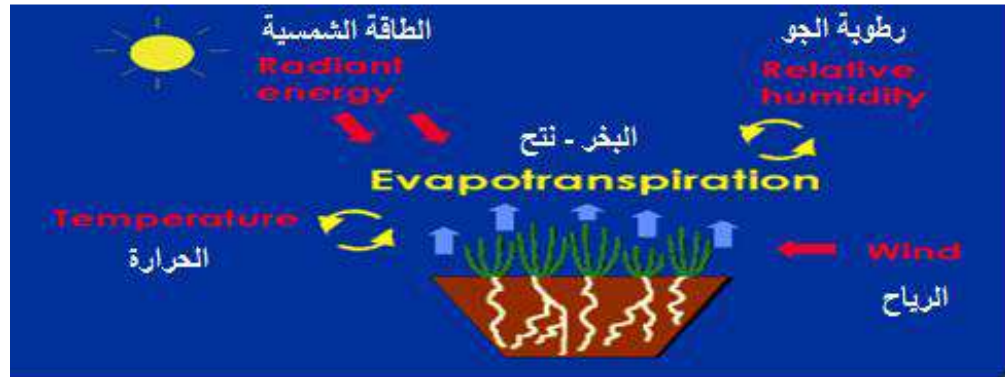 الطاقة الشمسية
Radiant
energy
رطوبة الجو
Relative
humidity
البخر - نتح
Evapotranspiration
Temperature
الحرارة
Wind
الرياح